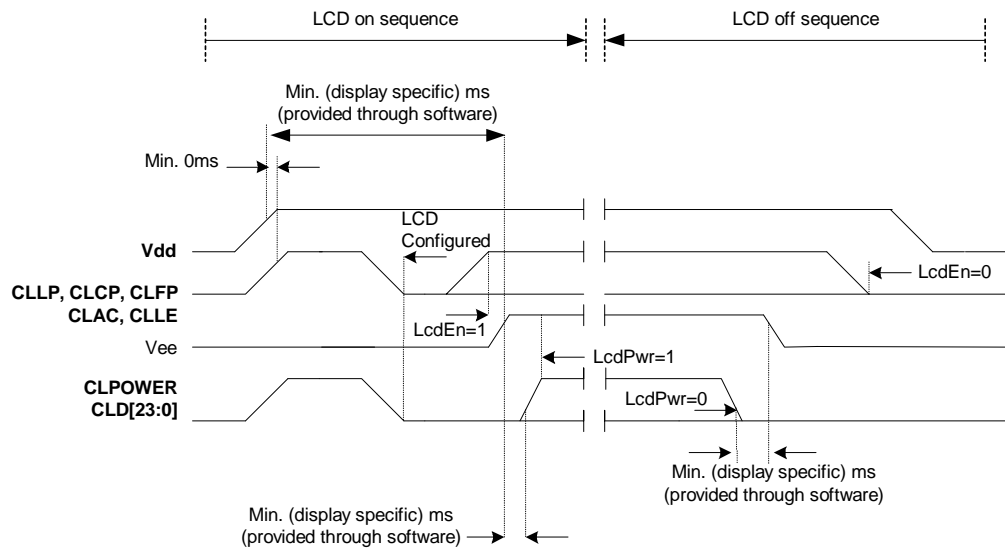 LCD on sequence
LCD off sequence
Min. (display specific) ms
(provided through software)
Min. 0ms
LCD
Configured
Vdd
LcdEn=0
CLLP, CLCP, CLFP
CLAC, CLLE
LcdEn=1
Vee
LcdPwr=1
CLPOWER
CLD[23:0]
LcdPwr=0
Min. (display specific) ms
(provided through software)
Min. (display specific) ms
(provided through software)